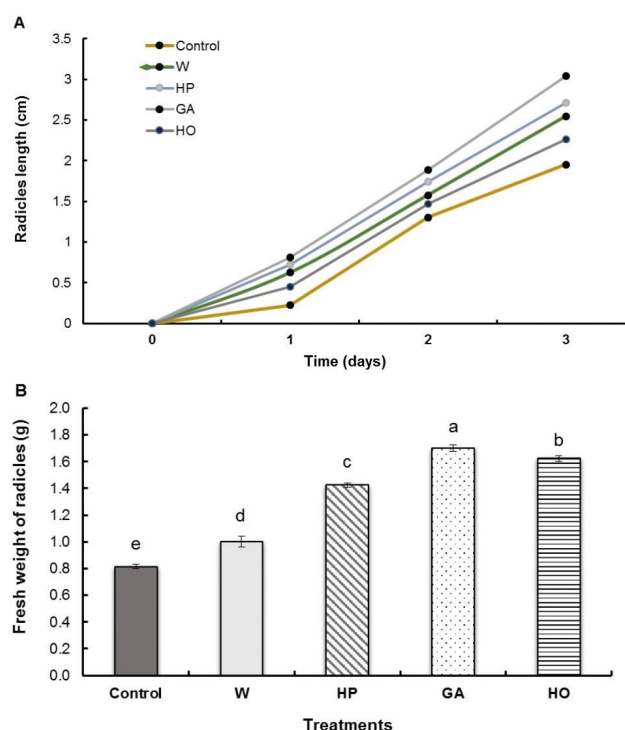 A
Control
W
HP
GA
HO
Radicles length (cm)
3.5
3
2.5
2
1.5
1
0.5
0
0 1 2 3
Time (days)
B
Fresh weight of radicles (g)
2.0
1.8
1.6
1.4
1.2
1.0
0.8
0.6
0.4
0.2
0.0
e d c a b
Control W HP GA HO
Treatments